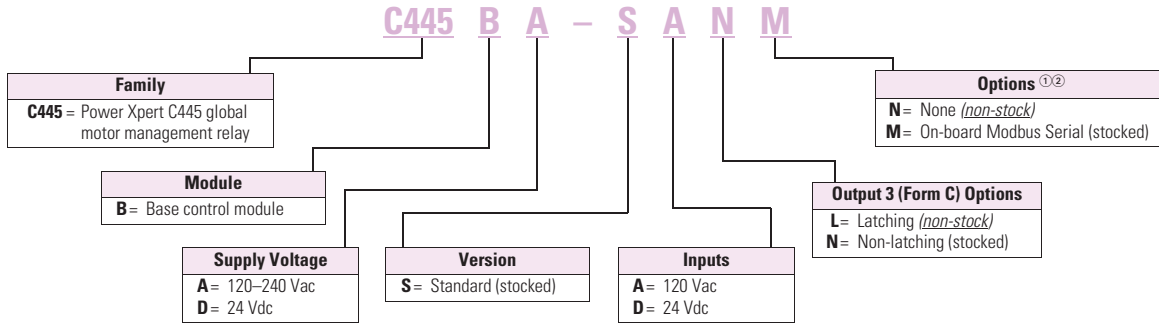 C445 B A – S A N M
Family
C445 = Power Xpert C445 global
motor management relay
Options ①②
N = None (non-stock)
M = On-board Modbus Serial (stocked)
Module
B = Base control module
Output 3 (Form C) Options
L = Latching (non-stock)
N = Non-latching (stocked)
Supply Voltage
A = 120–240 Vac
D = 24 Vdc
Version
S = Standard (stocked)
Inputs
A = 120 Vac
D = 24 Vdc